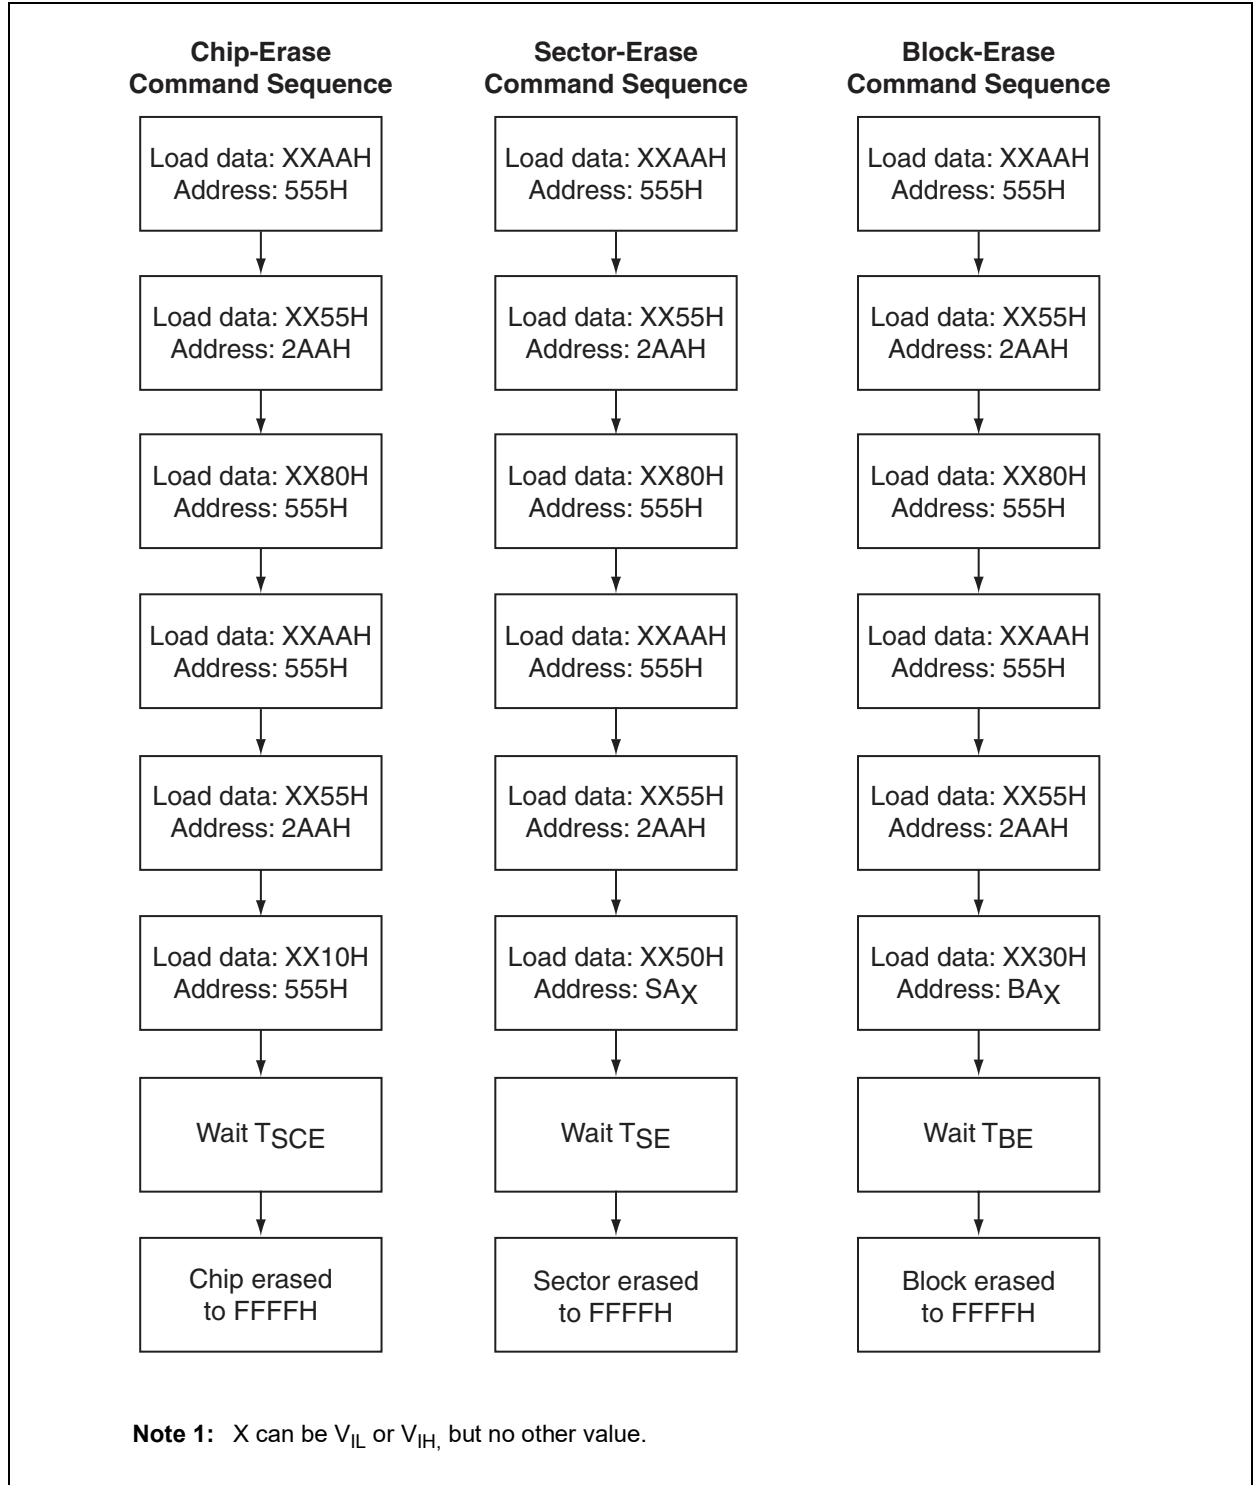 Chip-Erase
Command Sequence
Load data: XXAAH
Address: 555H
Load data: XX55H
Address: 2AAH
Load data: XX80H
Address: 555H
Load data: XXAAH
Address: 555H
Load data: XX55H
Address: 2AAH
Load data: XX10H
Address: 555H
Wait TSCE
Chip erased
to FFFFH
Sector-Erase
Command Sequence
Load data: XXAAH
Address: 555H
Load data: XX55H
Address: 2AAH
Load data: XX80H
Address: 555H
Load data: XXAAH
Address: 555H
Load data: XX55H
Address: 2AAH
Load data: XX50H
Address: SAX
Wait TSE
Sector erased
to FFFFH
Block-Erase
Command Sequence
Load data: XXAAH
Address: 555H
Load data: XX55H
Address: 2AAH
Load data: XX80H
Address: 555H
Load data: XXAAH
Address: 555H
Load data: XX55H
Address: 2AAH
Load data: XX30H
Address: BAX
Wait TBE
Block erased
to FFFFH
Note 1: X can be VIL or VIH, but no other value.